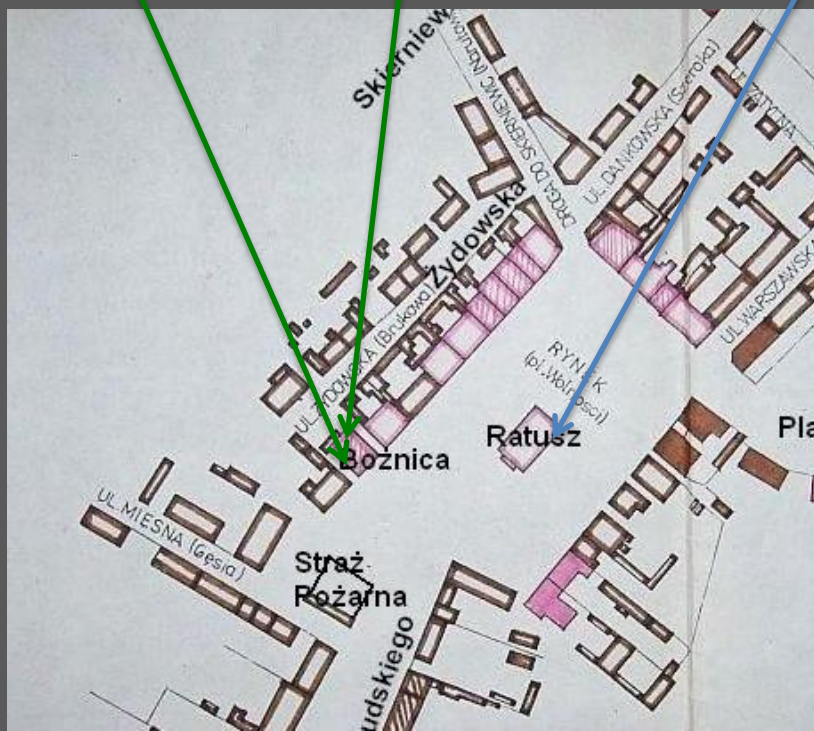 Skierniew
DROGA DO SKIERNIEWIC
UL. DANKOWSKA (Szeroka)
UL.WARSZAWSKA
Żydowska
UL. ŻYDOWSKA (Brukowa)
RYNEK
(pl. Wolności)
Ratusz
Pla
Bożnica
UL. MIĘSNA (Gęsia)
Straż
Pożarna
udskiego